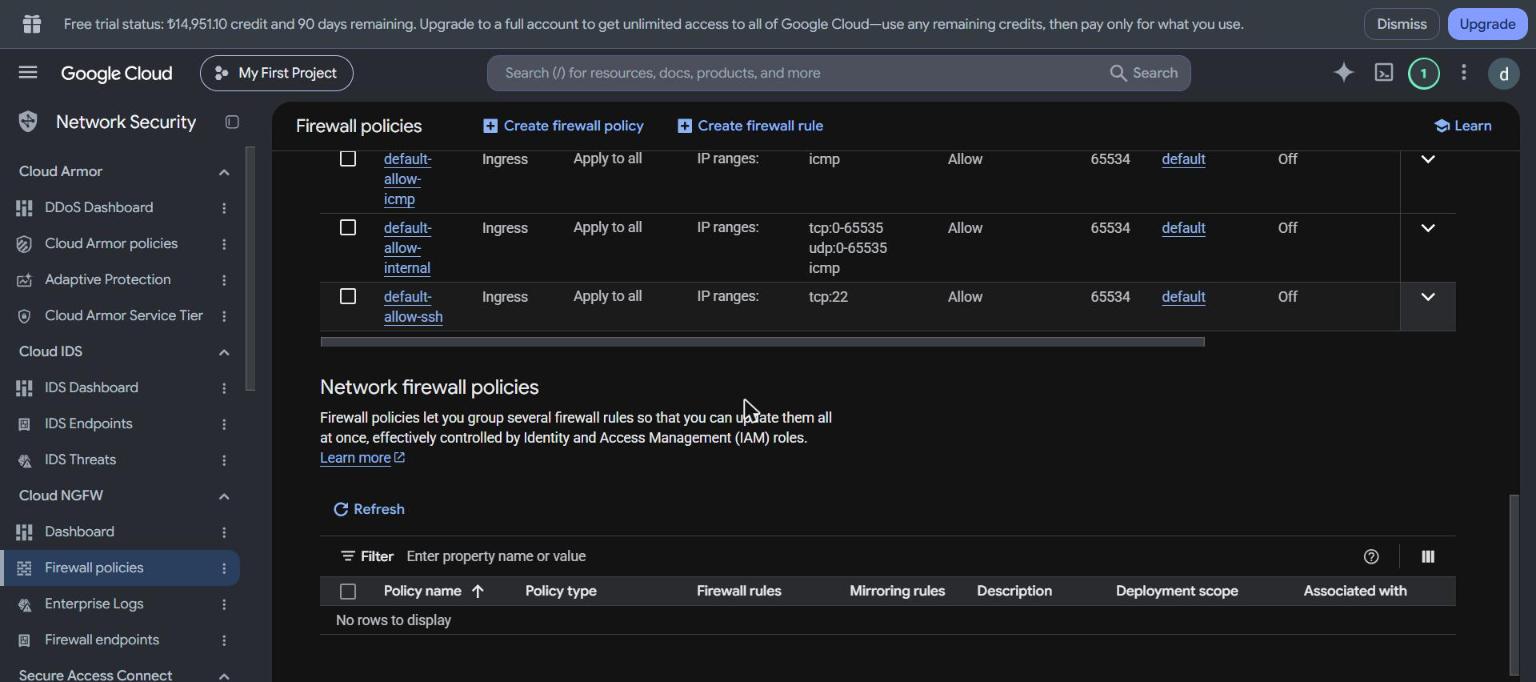 Free trial status: ₺14,951.10 credit and 90 days remaining. Upgrade to a full account to get unlimited access to all of Google Cloud—use any remaining credits, then pay only for what you use.
Dismiss
Upgrade
Google Cloud
My First Project
Search (/) for resources, docs, products, and more
Search
1
d
Network Security
Cloud Armor
DDoS Dashboard
Cloud Armor policies
Adaptive Protection
Cloud Armor Service Tier
Cloud IDS
IDS Dashboard
IDS Endpoints
IDS Threats
Cloud NGFW
Dashboard
Firewall policies
Enterprise Logs
Firewall endpoints
Secure Access Connect
Firewall policies
Create firewall policy
Create firewall rule
Learn
default-allow-icmp Ingress Apply to all IP ranges: icmp Allow 65534 default Off
default-allow-internal Ingress Apply to all IP ranges: tcp:0-65535 udp:0-65535 icmp Allow 65534 default Off
default-allow-ssh Ingress Apply to all IP ranges: tcp:22 Allow 65534 default Off
Network firewall policies
Firewall policies let you group several firewall rules so that you can update them all
at once, effectively controlled by Identity and Access Management (IAM) roles.
Learn more
Refresh
Filter Enter property name or value
Policy name Policy type Firewall rules Mirroring rules Description Deployment scope Associated with
No rows to display